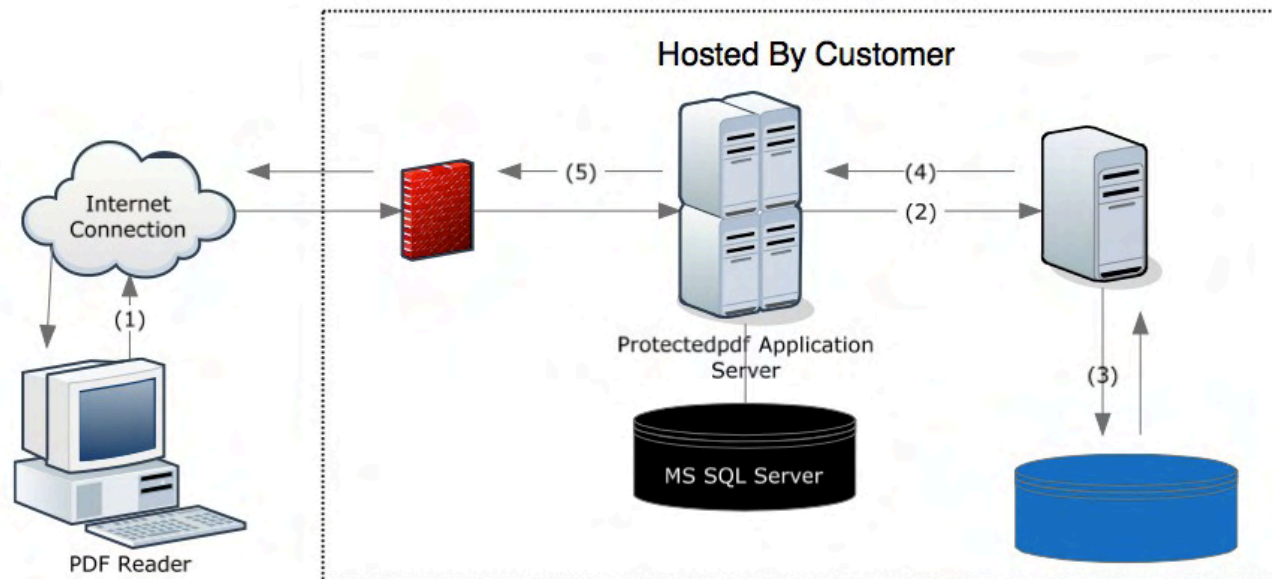 Hosted By Customer
Internet
Connection
(1)
(5)
(4)
(2)
Protectedpdf Application
Server
(3)
MS SQL Server
PDF Reader